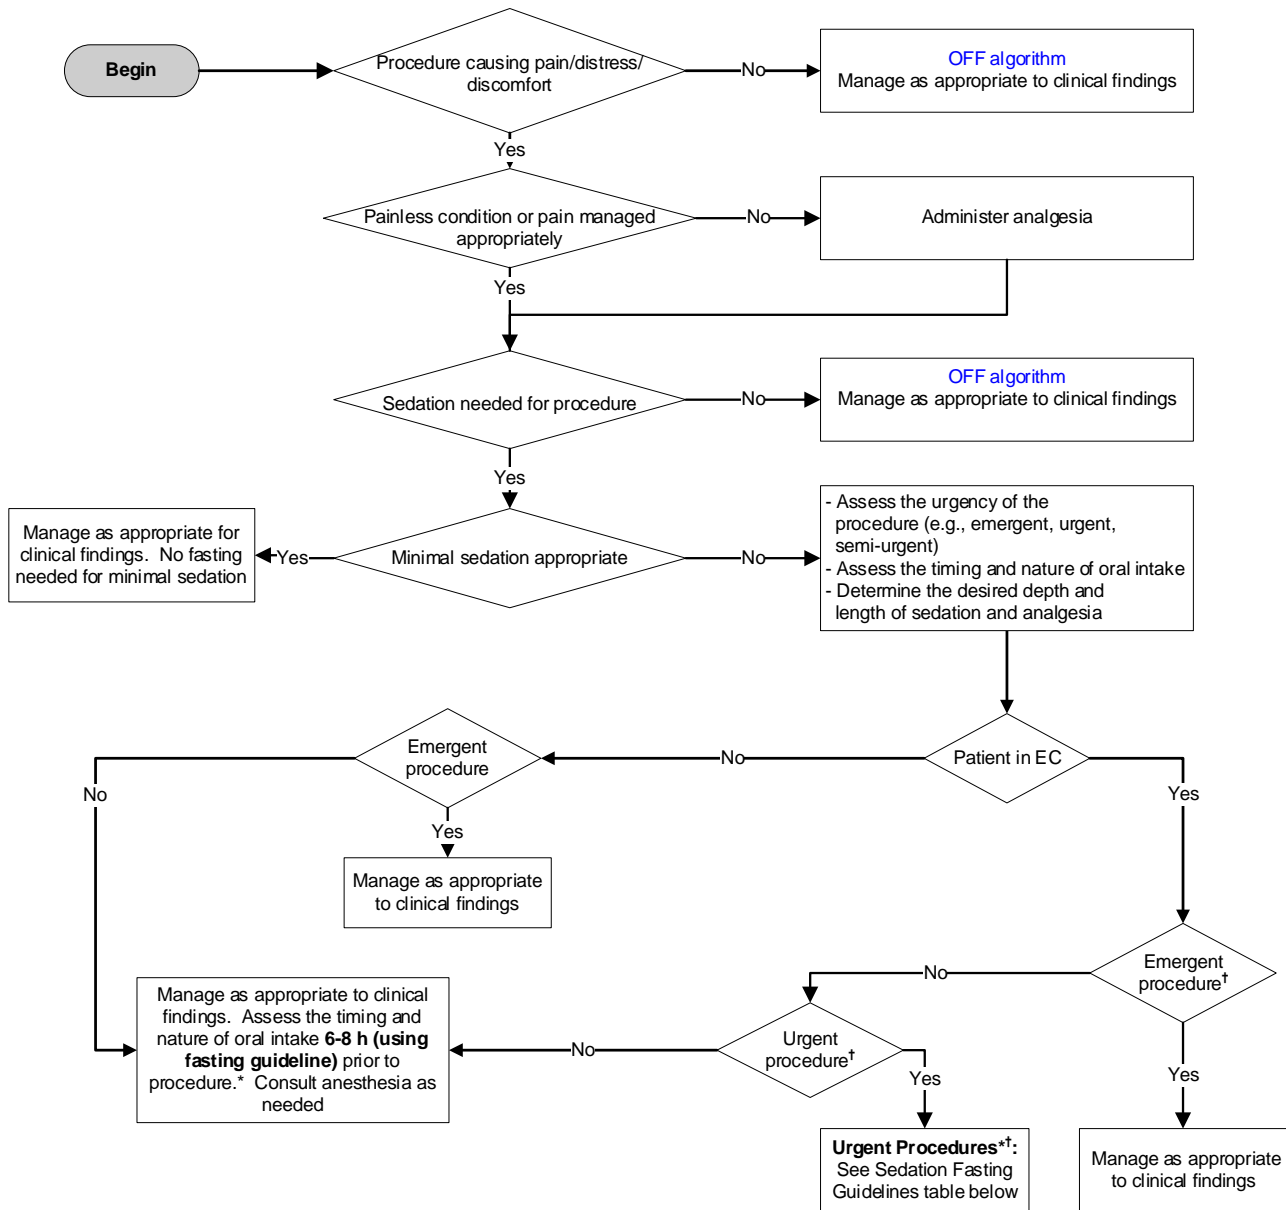 Begin
Procedure causing pain/distress/
discomfort
No
OFF algorithm
Manage as appropriate to clinical findings
Yes
Painless condition or pain managed
appropriately
No
Administer analgesia
Yes
Sedation needed for procedure
No
OFF algorithm
Manage as appropriate to clinical findings
Yes
Manage as appropriate for
clinical findings. No fasting
needed for minimal sedation
Yes
Minimal sedation appropriate
No
- Assess the urgency of the
procedure (e.g., emergent, urgent,
semi-urgent)
- Assess the timing and nature of oral intake
- Determine the desired depth and
length of sedation and analgesia
Emergent
procedure
No
Patient in EC
No
Yes
Yes
Manage as appropriate
to clinical findings
Emergent
procedure†
No
Manage as appropriate to clinical
findings. Assess the timing and
nature of oral intake 6-8 h (using
fasting guideline) prior to
procedure.* Consult anesthesia as
needed
No
Urgent
procedure†
Yes
Yes
Urgent Procedures*†:
See Sedation Fasting
Guidelines table below
Manage as appropriate
to clinical findings